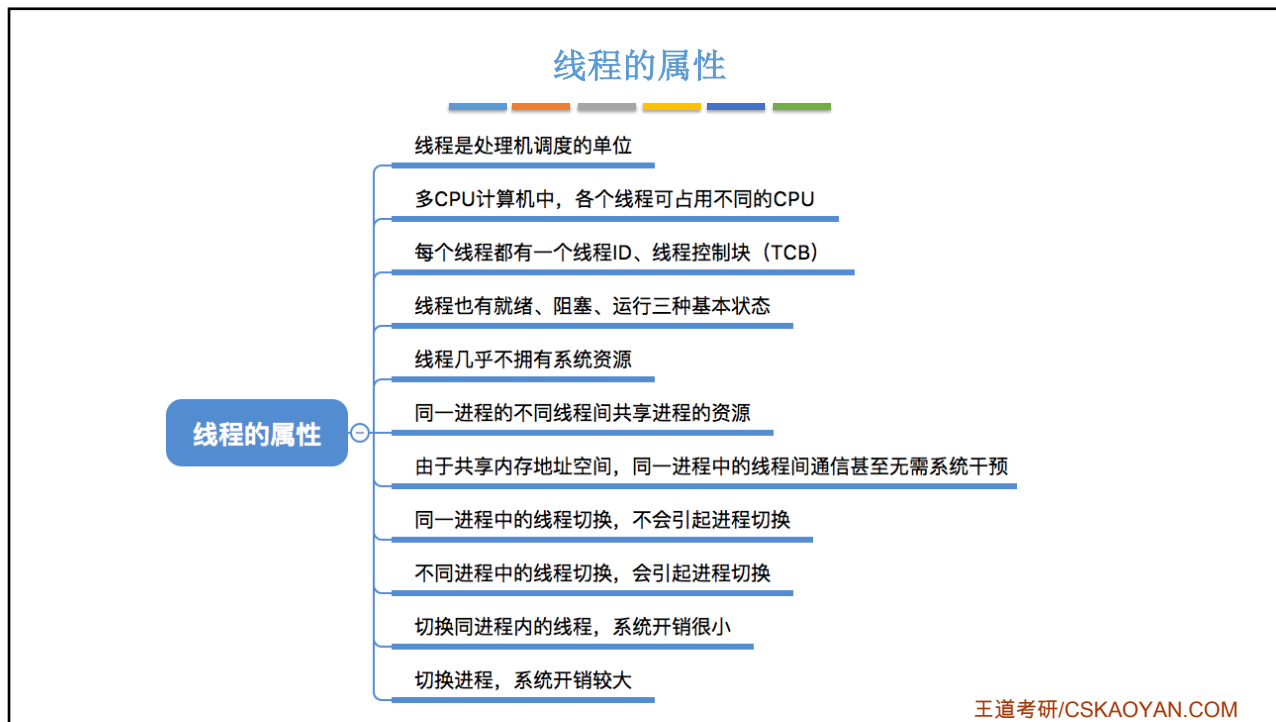 线程的属性
线程是处理机调度的单位
多CPU计算机中，各个线程可占用不同的CPU
每个线程都有一个线程ID、线程控制块（TCB）
线程也有就绪、阻塞、运行三种基本状态
线程几乎不拥有系统资源
线程的属性
同一进程的不同线程间共享进程的资源
由于共享内存地址空间，同一进程中的线程间通信甚至无需系统干预
同一进程中的线程切换，不会引起进程切换
不同进程中的线程切换，会引起进程切换
切换同进程内的线程，系统开销很小
切换进程，系统开销较大
王道考研/CSKAOYAN.COM